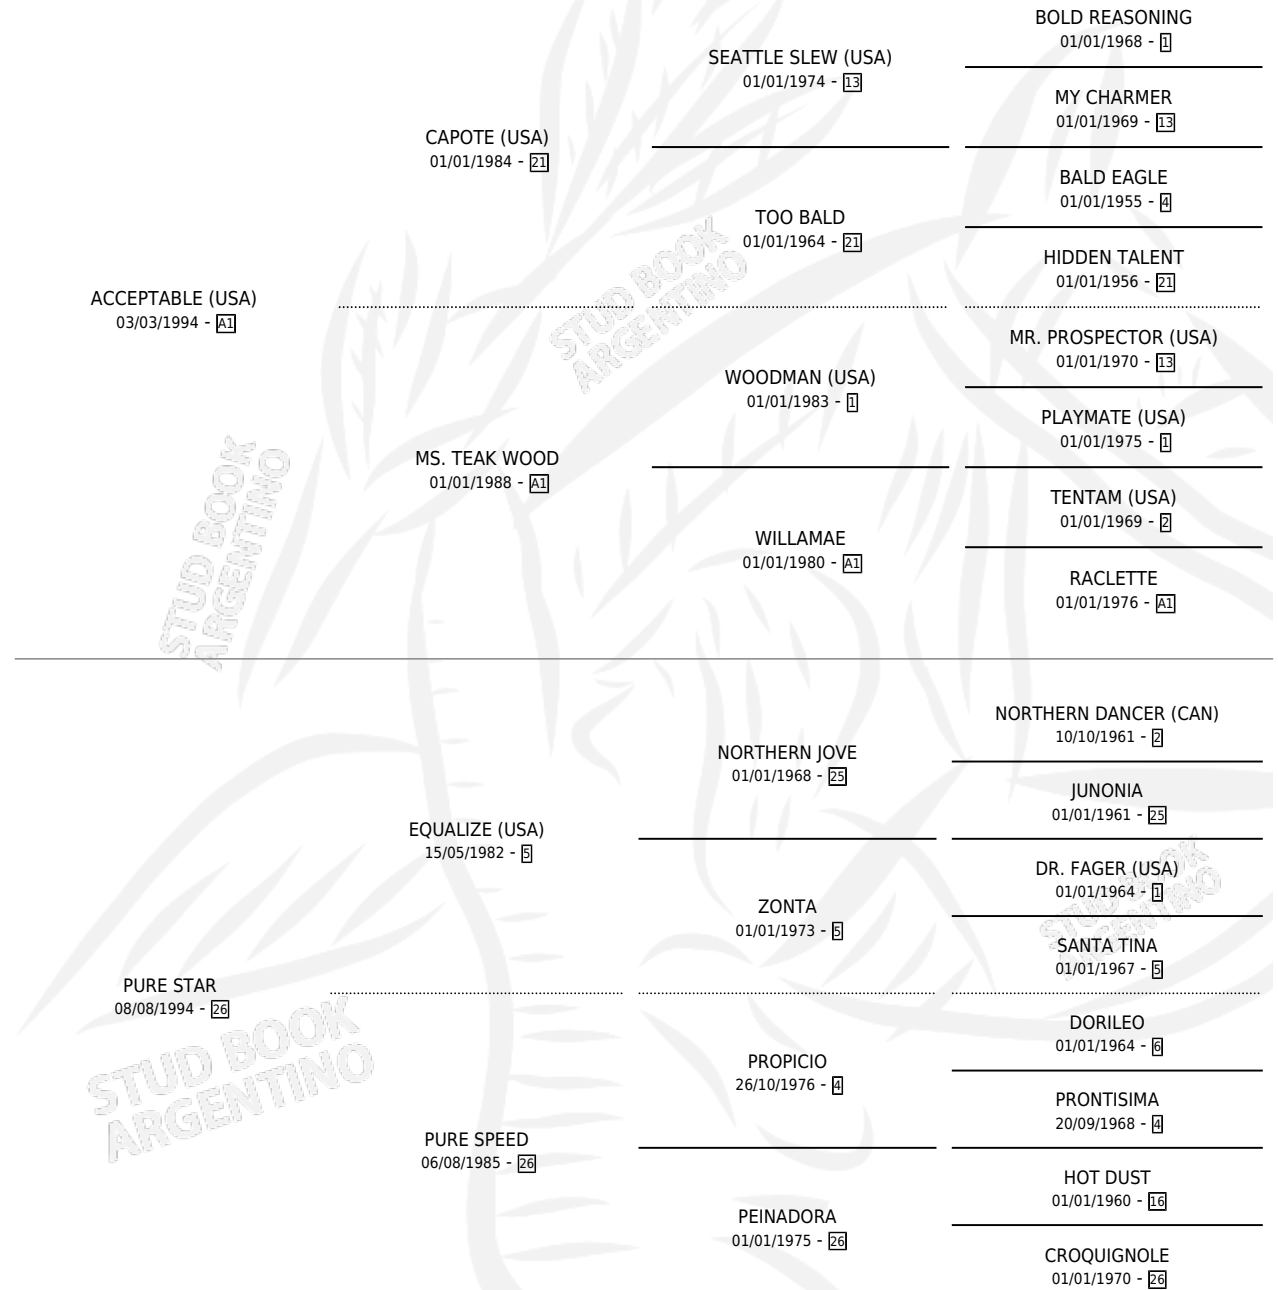 BOLD REASONING
01/01/1968 - 1
SEATTLE SLEW (USA)
01/01/1974 - 13
MY CHARMER
01/01/1969 - 13
CAPOTE (USA)
01/01/1984 - 21
BALD EAGLE
01/01/1955 - 4
TOO BALD
01/01/1964 - 21
HIDDEN TALENT
01/01/1956 - 21
ACCEPTABLE (USA)
03/03/1994 - A1
MR. PROSPECTOR (USA)
01/01/1970 - 13
WOODMAN (USA)
01/01/1983 - 1
PLAYMATE (USA)
01/01/1975 - 1
MS. TEAK WOOD
01/01/1988 - A1
TENTAM (USA)
01/01/1969 - 2
WILLAMAE
01/01/1980 - A1
RACLETTE
01/01/1976 - A1
STUD BOOK
ARGENTINO
STUD BOOK
ARGENTINO
NORTHERN DANCER (CAN)
10/10/1961 - 2
NORTHERN JOVE
01/01/1968 - 25
JUNONIA
01/01/1961 - 25
EQUALIZE (USA)
15/05/1982 - 5
DR. FAGER (USA)
01/01/1964 - 1
ZONTA
01/01/1973 - 5
SANTA TINA
01/01/1967 - 5
PURE STAR
08/08/1994 - 26
DORILEO
01/01/1964 - 6
PROPICIO
26/10/1976 - 4
PRONTISIMA
20/09/1968 - 4
PURE SPEED
06/08/1985 - 26
HOT DUST
01/01/1960 - 16
PEINADORA
01/01/1975 - 26
CROQUIGNOLE
01/01/1970 - 26
STUD BOOK
ARGENTINO
STUD BOOK
ARGENTINO